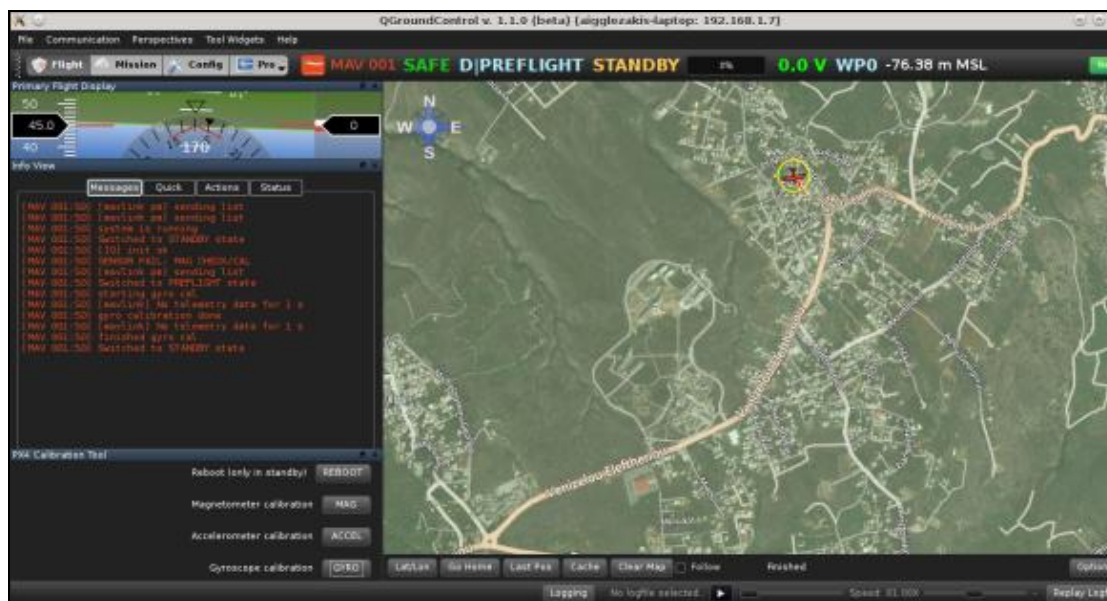 QGroundControl v. 1.1.0 (beta) (aigglezakis-laptop: 192.168.1.7)
File Communication Perspectives Tool Widgets Help
Flight Mission Config Pro MAV 001 SAFE D|PREFLIGHT STANDBY 0.0 V WP0 -76.38 m MSL
Primary Flight Display
50
45.0
40
0
170
Info View
Messages Quick Actions Status
[MAV 001:50] [mavlink pm] sending list
[MAV 001:50] [mavlink pm] sending list
[MAV 001:50] system is running
[MAV 001:50] Switched to STANDBY state
[MAV 001:50] [IO] init ok
[MAV 001:50] SENSOR FAIL: MAG CHECK/CAL
[MAV 001:50] [mavlink pm] sending list
[MAV 001:50] Switched to PREFLIGHT state
[MAV 001:50] starting gyro cal
[MAV 001:50] [mavlink] No telemetry data for 1 s
[MAV 001:50] gyro calibration done
[MAV 001:50] [mavlink] No telemetry data for 1 s
[MAV 001:50] finished gyro cal
[MAV 001:50] Switched to STANDBY state
PX4 Calibration Tool
Reboot (only in standby) REBOOT
Magnetometer calibration MAG
Accelerometer calibration ACCEL
Gyroscope calibration GYRO
N
W E
S
Venizelou Eleftheriou
Lat/Lon Go Home Last Pos Cache Clear Map Follow Finished Option
Logging No logfile selected.. Speed: 01.00X Replay Logf